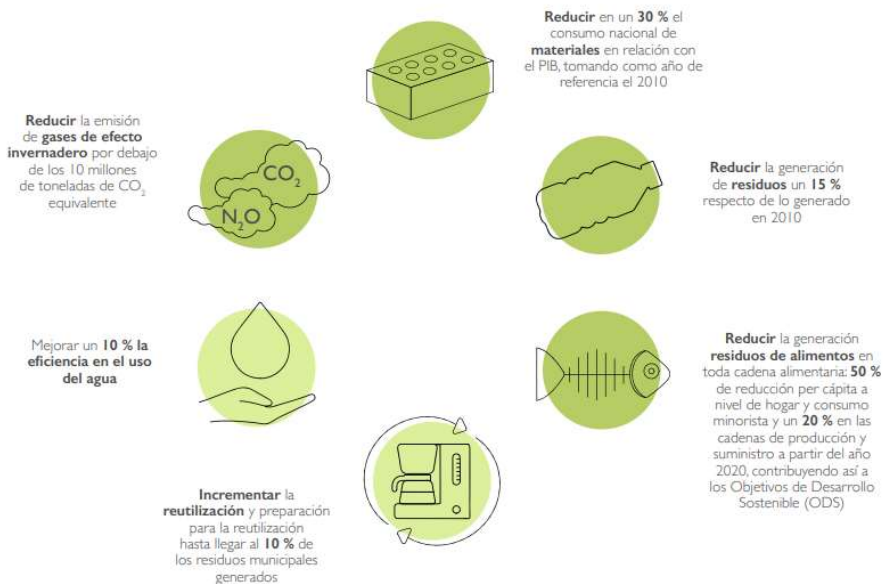 Reducir en un 30 % el
consumo nacional de
materiales en relación con
el PIB, tomando como año de
referencia el 2010
Reducir la generación
de residuos un 15 %
respecto de lo generado
en 2010
Reducir la generación
residuos de alimentos en
toda cadena alimentaria: 50 %
de reducción per cápita a
nivel de hogar y consumo
minorista y un 20 % en las
cadenas de producción y
suministro a partir del año
2020, contribuyendo así a
los Objetivos de Desarrollo
Sostenible (ODS)
Incrementar la
reutilización y preparación
para la reutilización
hasta llegar al 10 % de
los residuos municipales
generados
Mejorar un 10 % la
eficiencia en el uso
del agua
Reducir la emisión
de gases de efecto
invernadero por debajo
de los 10 millones
de toneladas de CO₂
equivalente
CO₂
N₂O